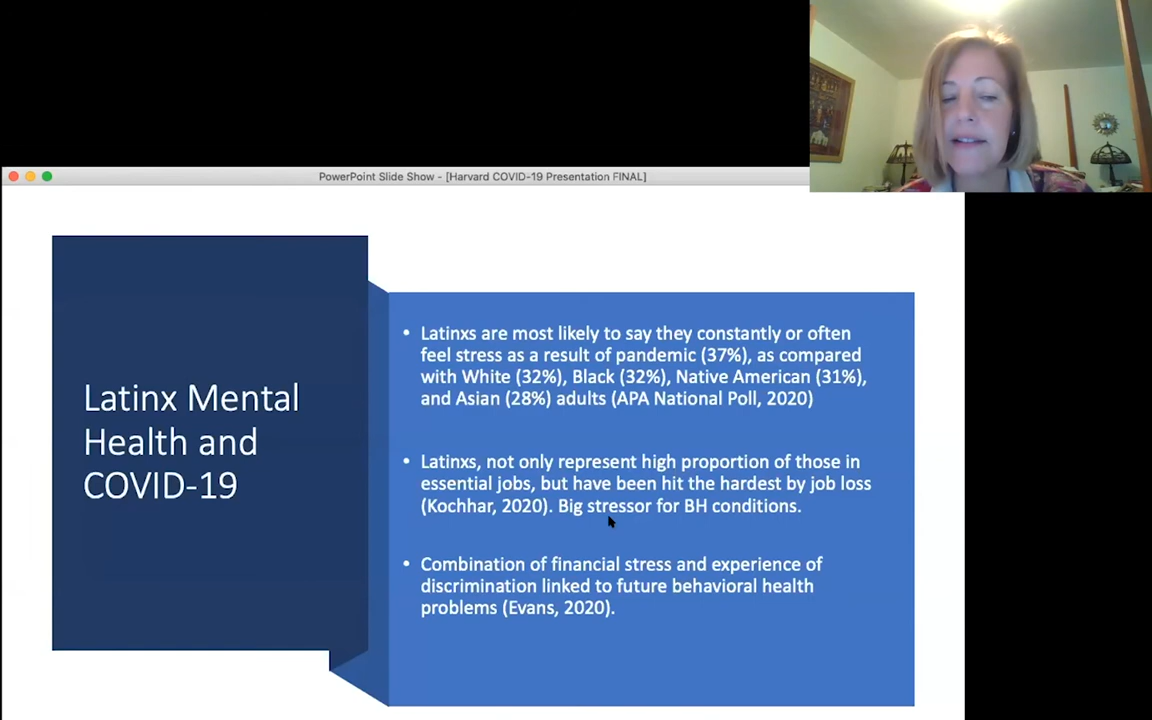 PowerPoint Slide Show - [Harvard COVID-19 Presentation FINAL]
Latinx Mental
Health and
COVID-19
• Latinxs are most likely to say they constantly or often
feel stress as a result of pandemic (37%), as compared
with White (32%), Black (32%), Native American (31%),
and Asian (28%) adults (APA National Poll, 2020)
• Latinxs, not only represent high proportion of those in
essential jobs, but have been hit the hardest by job loss
(Kochhar, 2020). Big stressor for BH conditions.
• Combination of financial stress and experience of
discrimination linked to future behavioral health
problems (Evans, 2020).